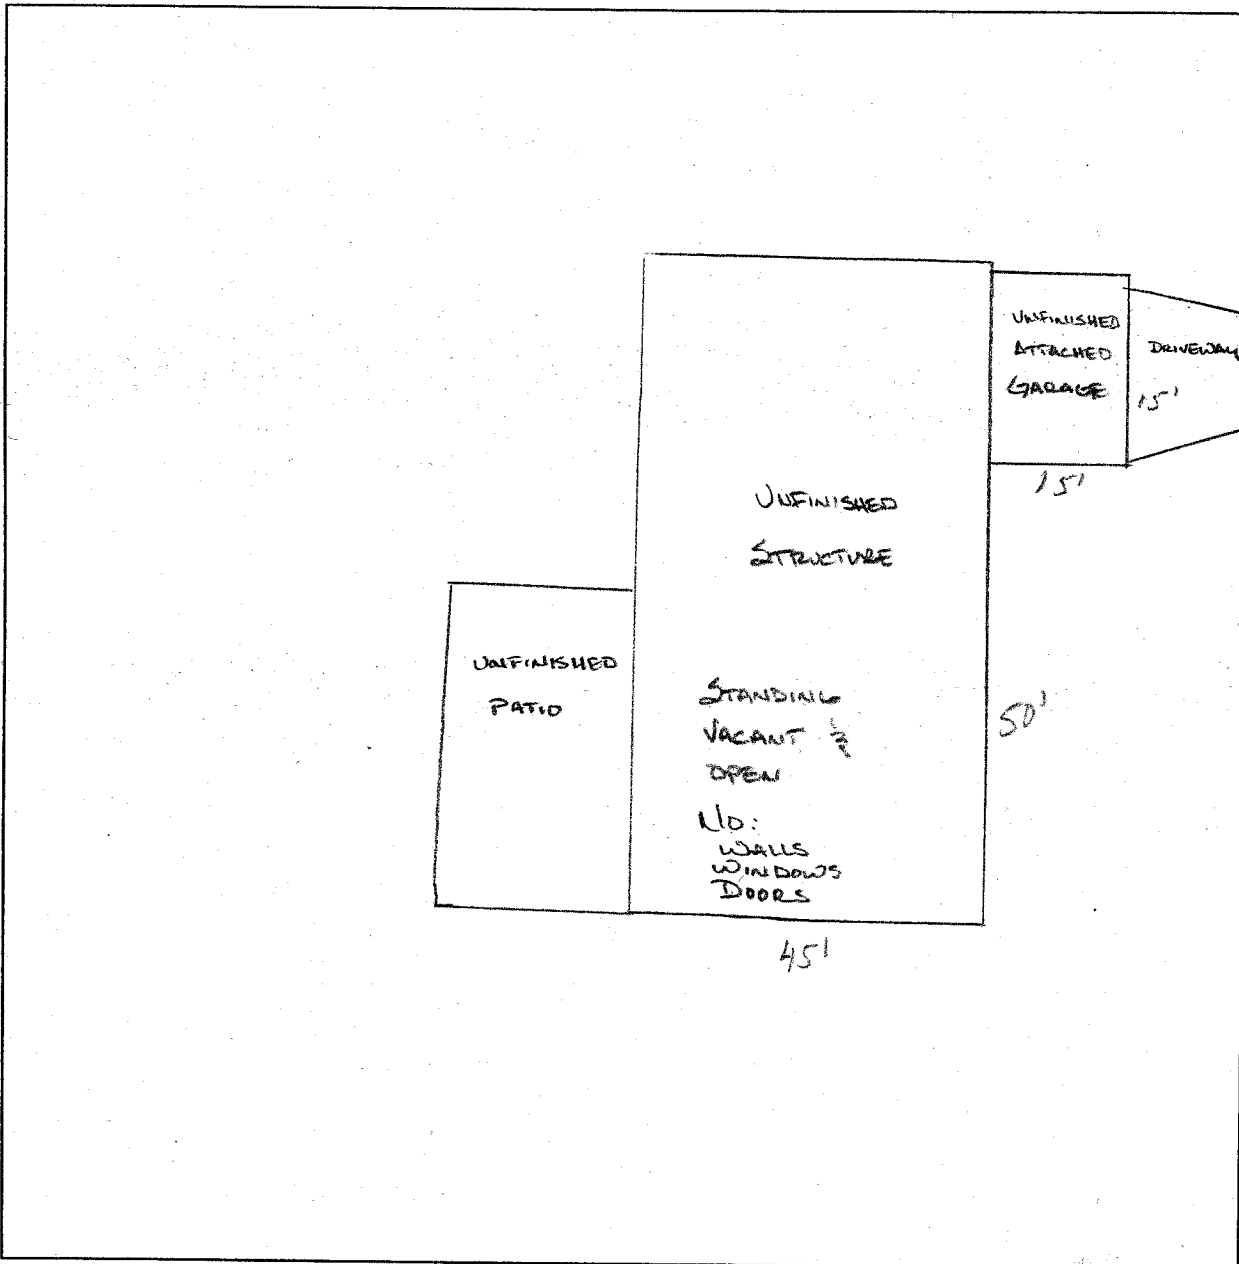 UNFINISHED
ATTACHED
GARAGE
DRIVEWAY
15'
15'
UNFINISHED
STRUCTURE
UNFINISHED
PATIO
STANDING
VACANT &
OPEN
NO:
WALLS
WINDOWS
DOORS
50'
45'